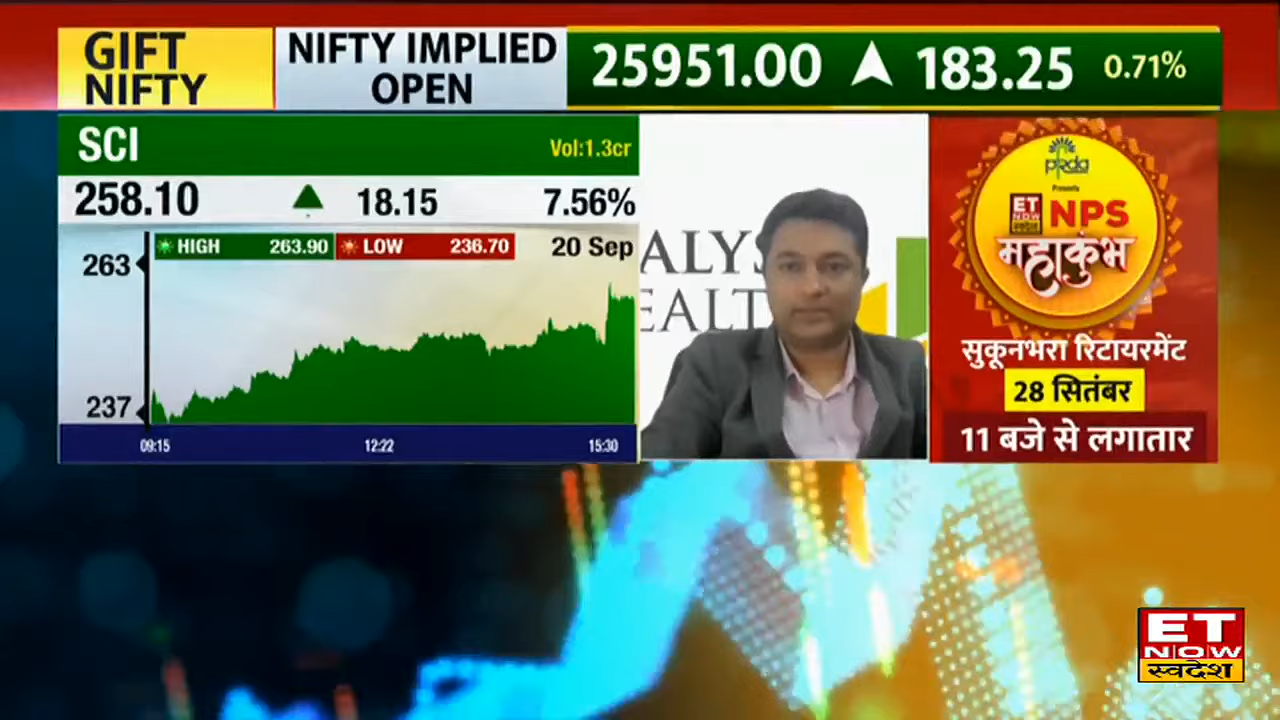 GIFT
NIFTY
NIFTY IMPLIED
OPEN
25951.00 183.25 0.71%
SCI
Vol:1.3cr
258.10 18.15 7.56%
HIGH 263.90 LOW 236.70 20 Sep
263
237
09:15 12:22 15:30
ALYS
EALT
Presents
ET
NOW
स्वदेश
NPS
महाकुंभ
सुकूनभरा रिटायरमेंट
28 सितंबर
11 बजे से लगातार
ET
NOW
स्वदेश